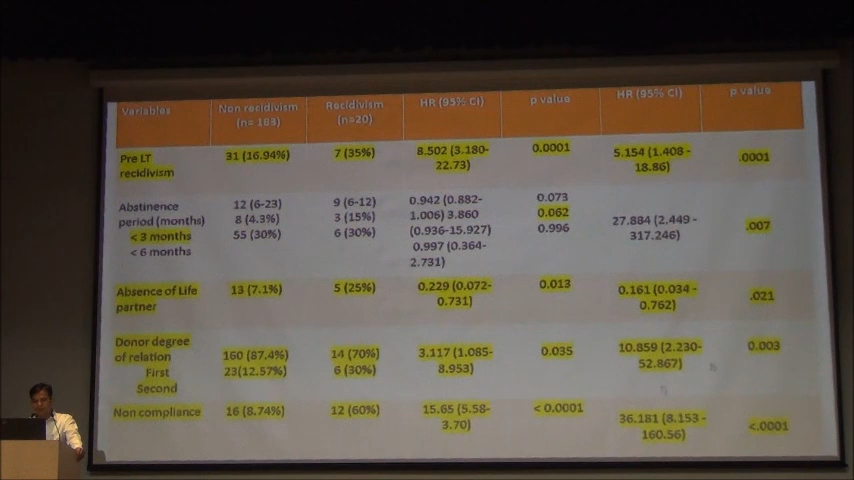 Variables Non recidivism Recidivism HR (95% CI) p value HR (95% CI) p value
(n= 183) (n=20)
Pre LT 31 (16.94%) 7 (35%) 8.502 (3.180- 0.0001 5.154 (1.408 - .0001
recidivism 22.73) 18.86)
Abstinence 12 (6-23) 9 (6-12) 0.942 (0.882- 0.073
period (months) 8 (4.3%) 3 (15%) 1.006) 3.860 0.062 27.884 (2.449 - .007
< 3 months 55 (30%) 6 (30%) (0.936-15.927) 0.996 317.246)
< 6 months 0.997 (0.364-
2.731)
Absence of Life 13 (7.1%) 5 (25%) 0.229 (0.072- 0.013 0.161 (0.034 - .021
partner 0.731) 0.762)
Donor degree
of relation 160 (87.4%) 14 (70%) 3.117 (1.085- 0.035 10.859 (2.230- 0.003
First 23(12.57%) 6 (30%) 8.953) 52.867)
Second
Non compliance 16 (8.74%) 12 (60%) 15.65 (5.58- < 0.0001 36.181 (8.153 - <.0001
3.70) 160.56)